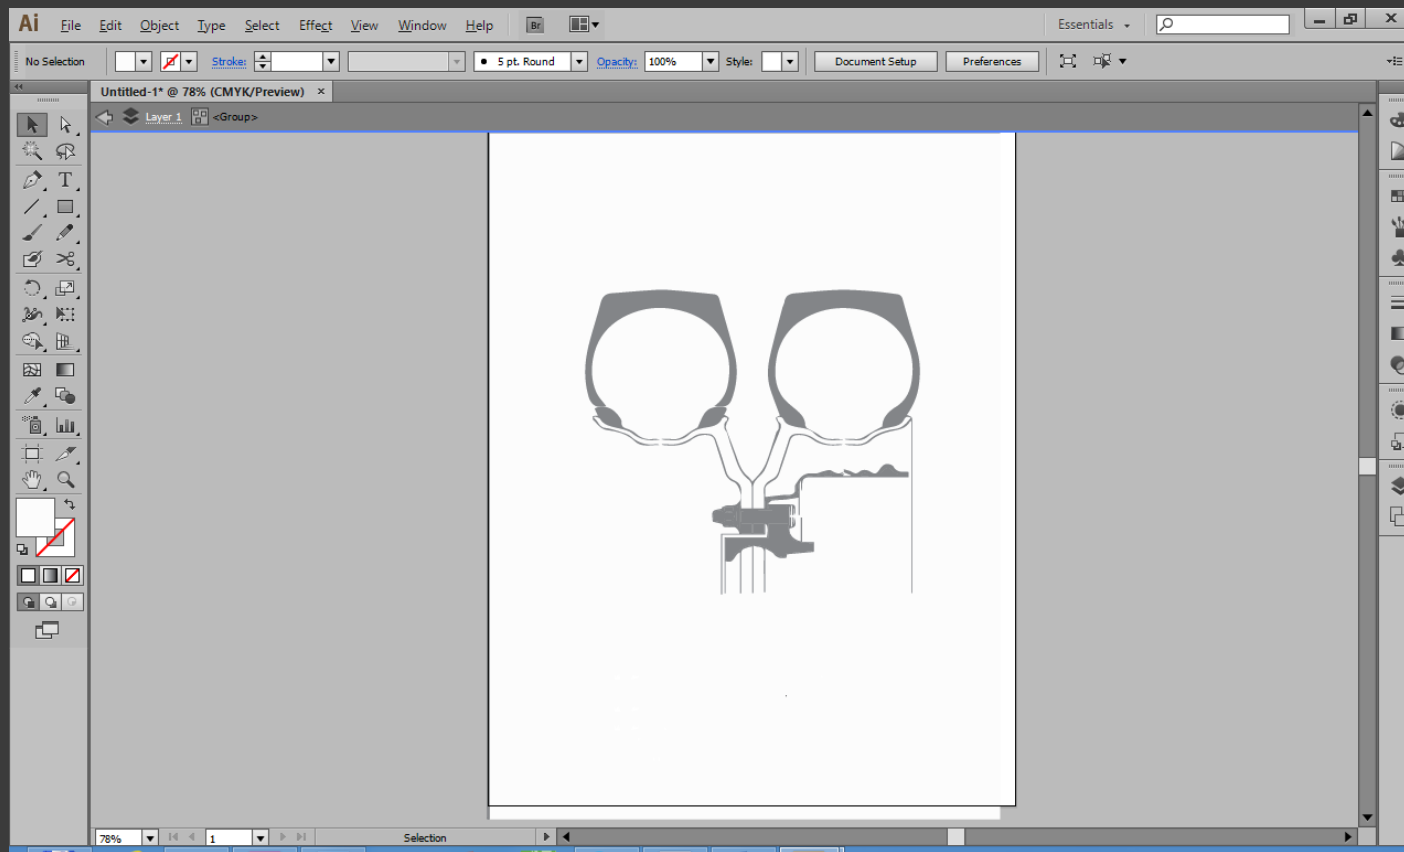 Ai File Edit Object Type Select Effect View Window Help Br Essentials
No Selection Stroke: 5 pt. Round Opacity: 100% Style: Document Setup Preferences
Untitled-1* @ 78% (CMYK/Preview) ×
Layer 1 <Group>
T
78% 1 Selection